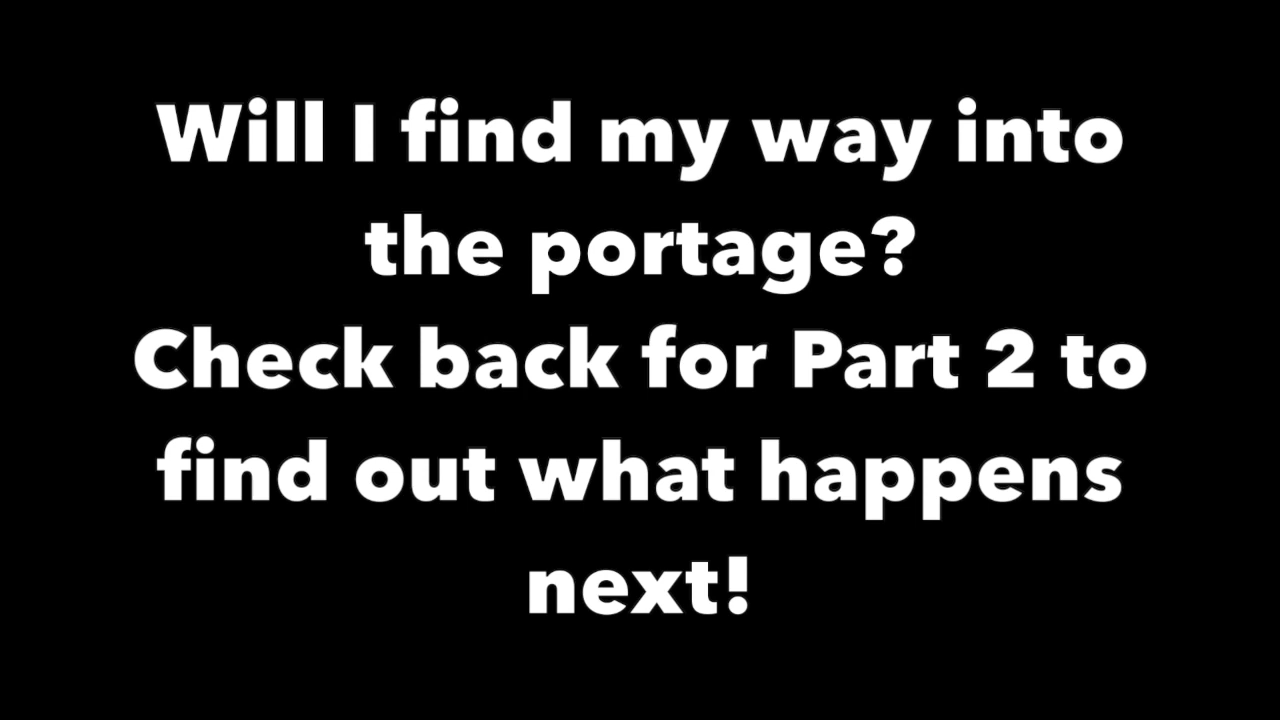 Will I find my way into
the portage?
Check back for Part 2 to
find out what happens
next!